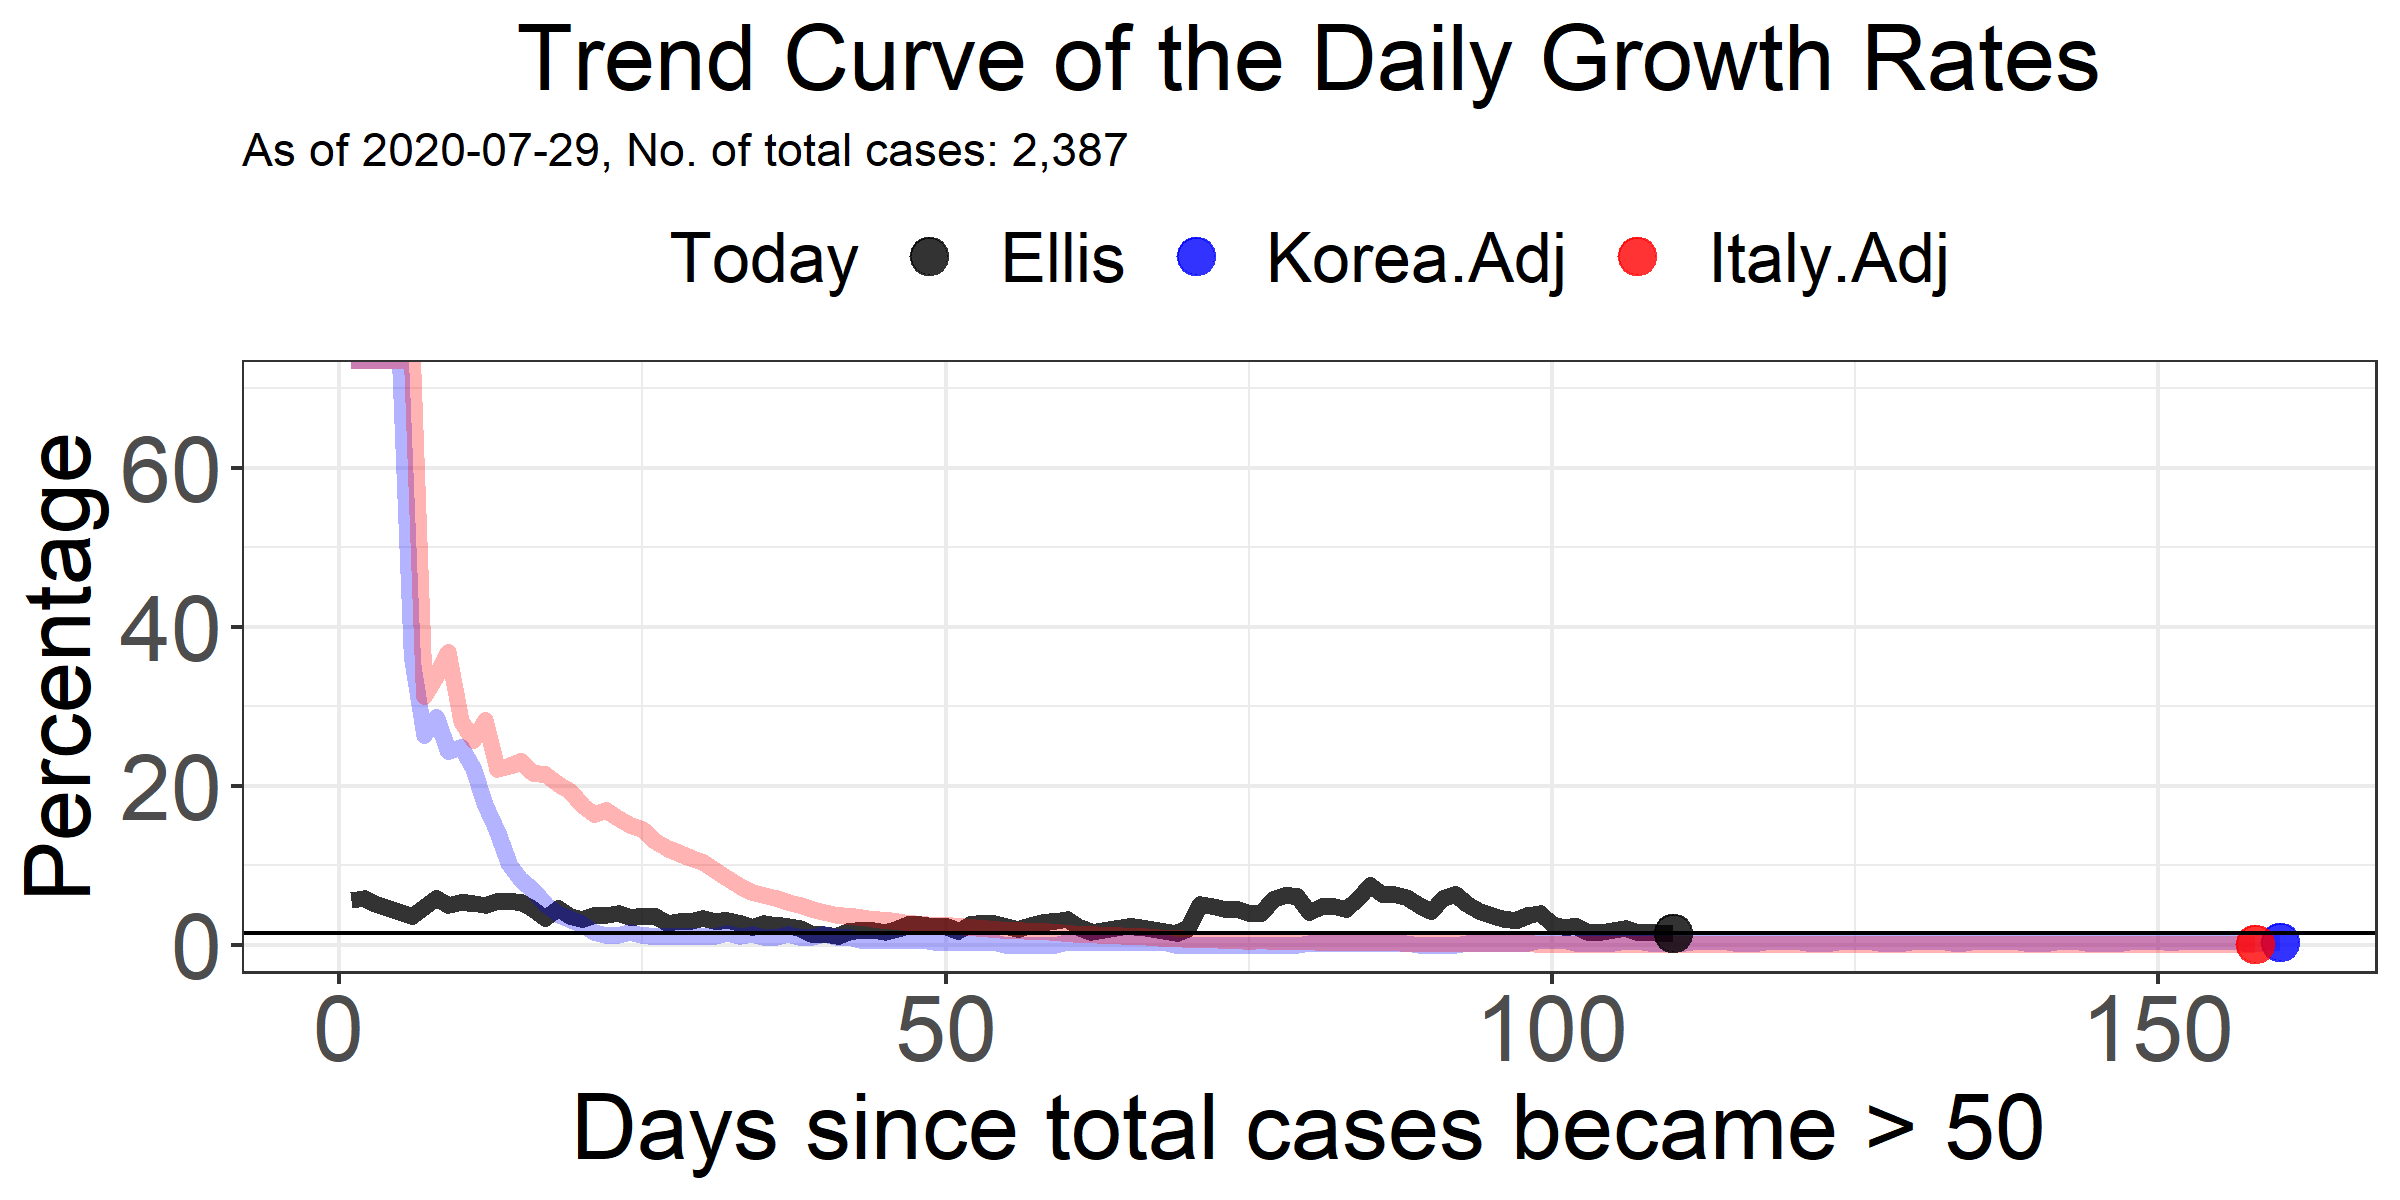 Trend Curve of the Daily Growth Rates
As of 2020-07-29, No. of total cases: 2,387
Today Ellis Korea.Adj Italy.Adj
Percentage
60
40
20
0
0 50 100 150
Days since total cases became > 50